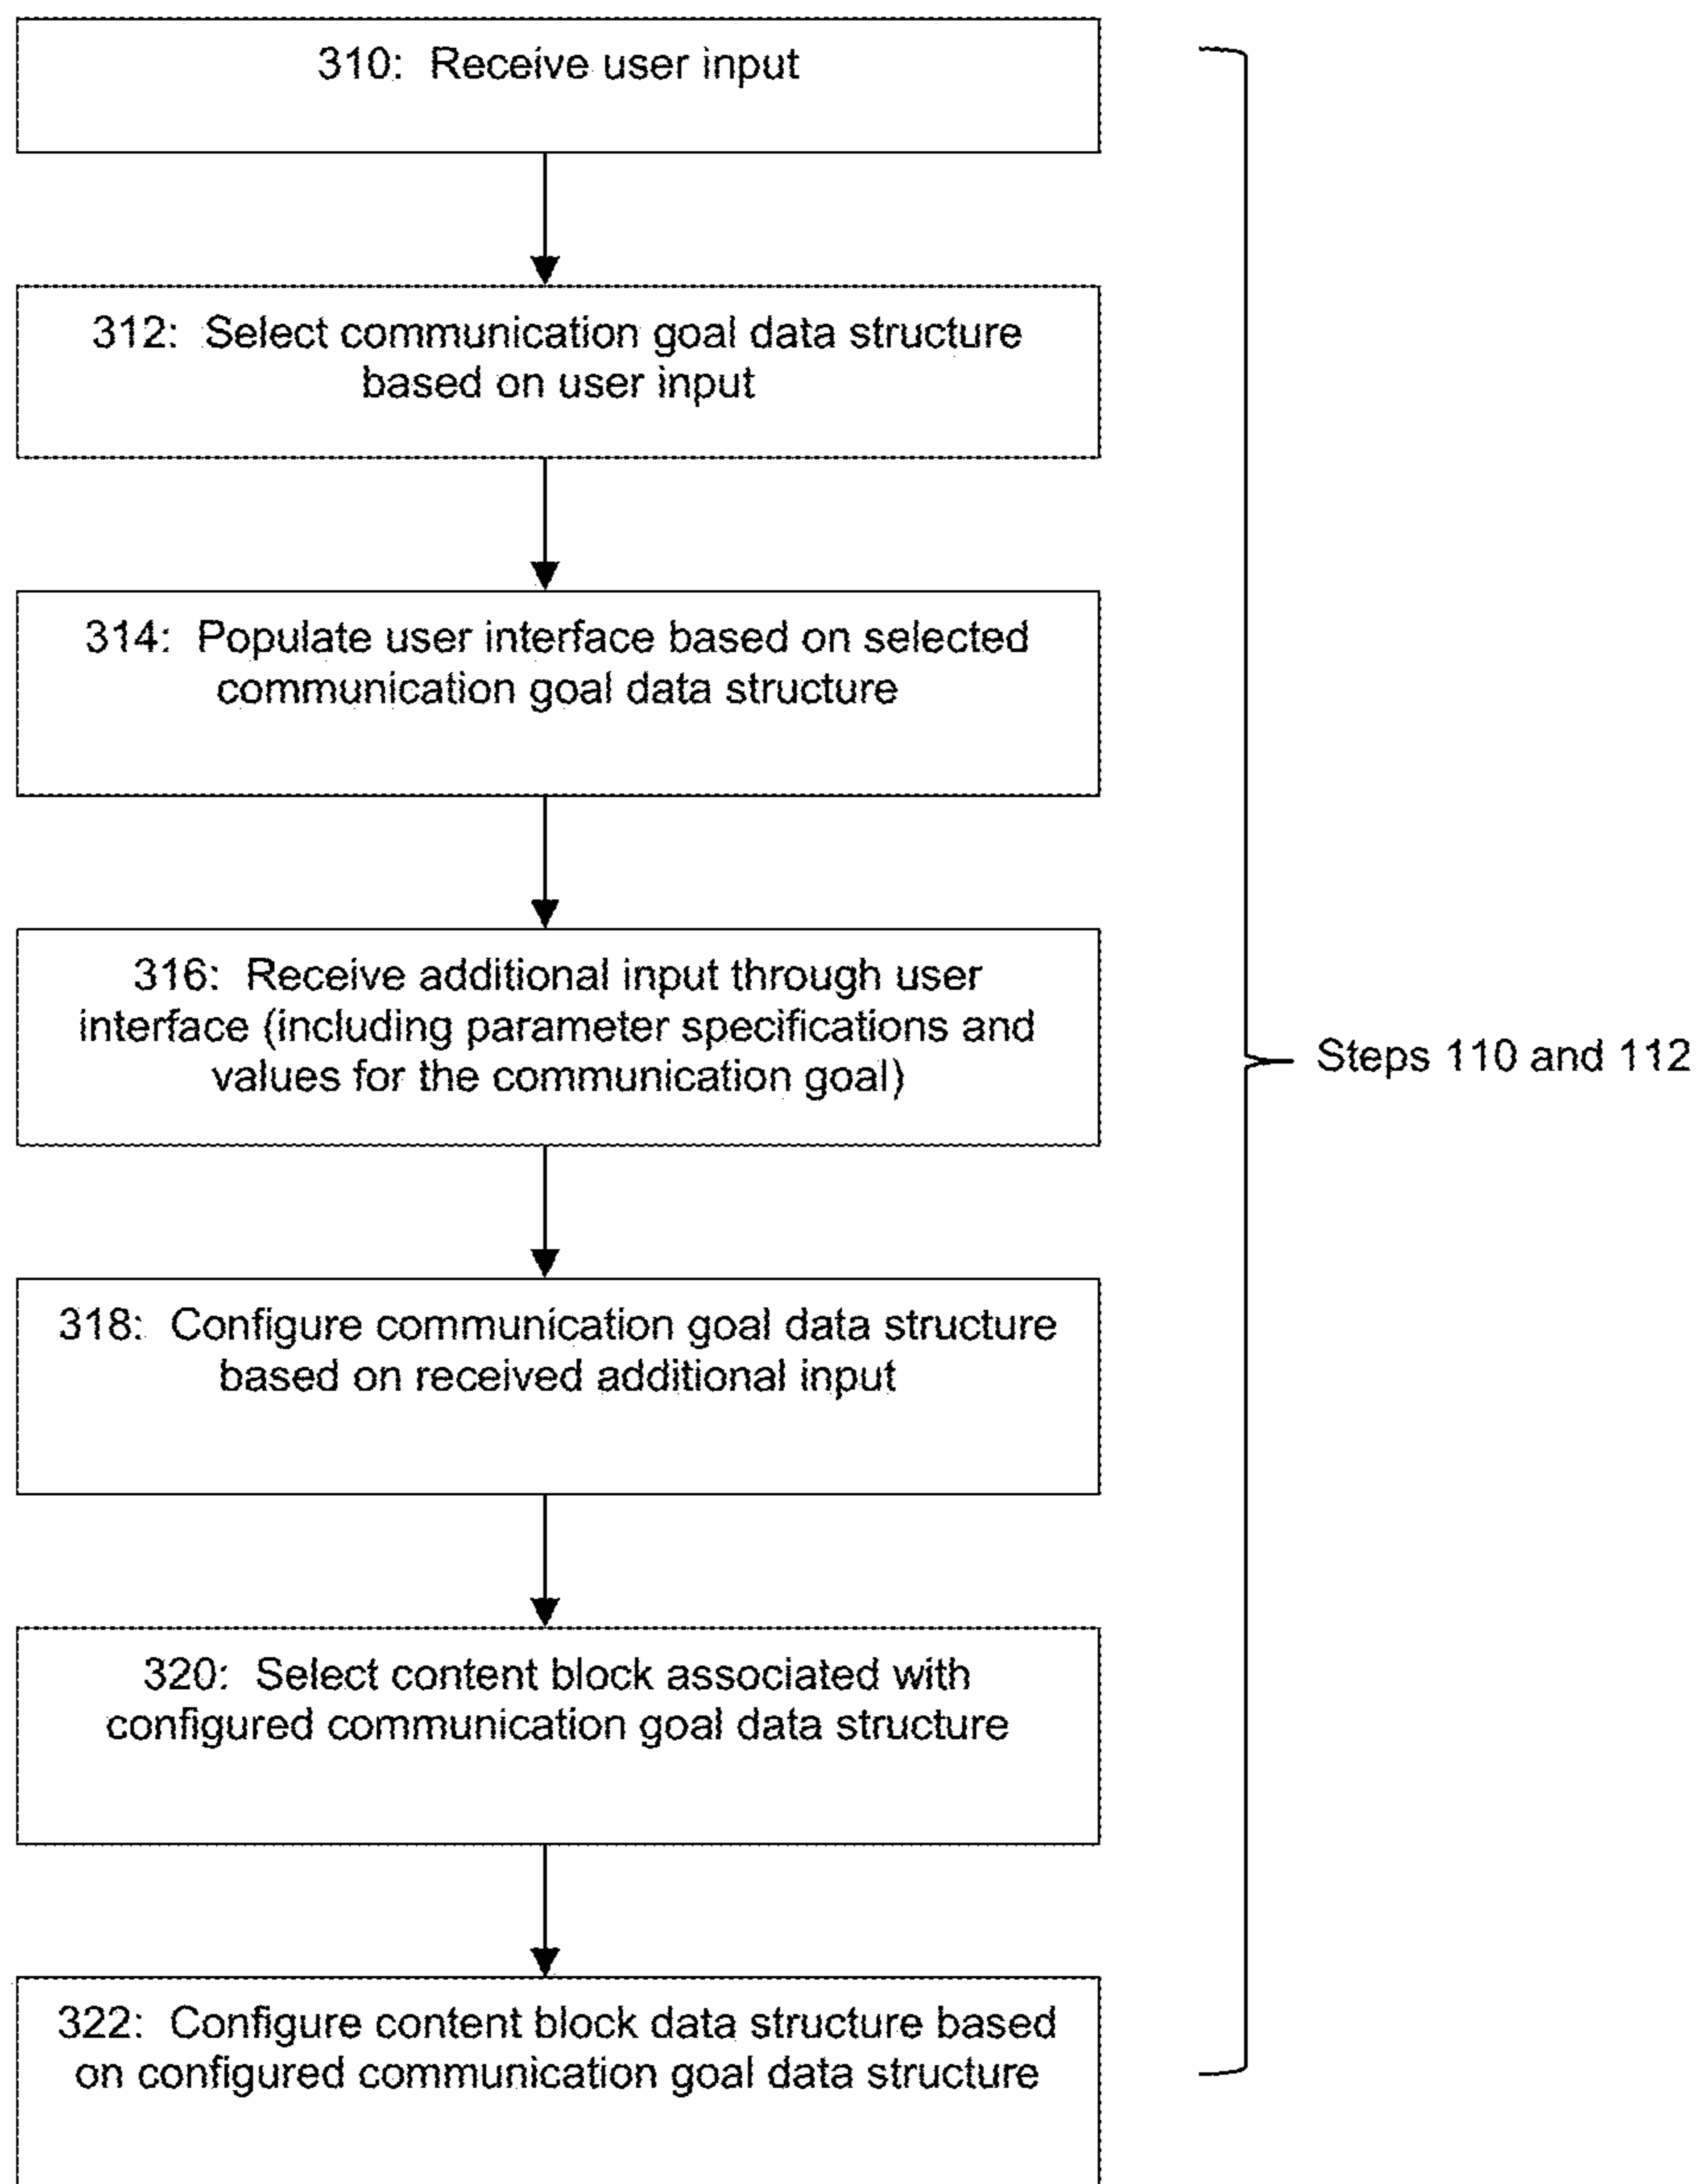 310: Receive user input
312: Select communication goal data structure
based on user input
314: Populate user interface based on selected
communication goal data structure
316: Receive additional input through user
interface (including parameter specifications and
values for the communication goal)
Steps 110 and 112
318: Configure communication goal data structure
based on received additional input
320: Select content block associated with
configured communication goal data structure
322: Configure content block data structure based
on configured communication goal data structure